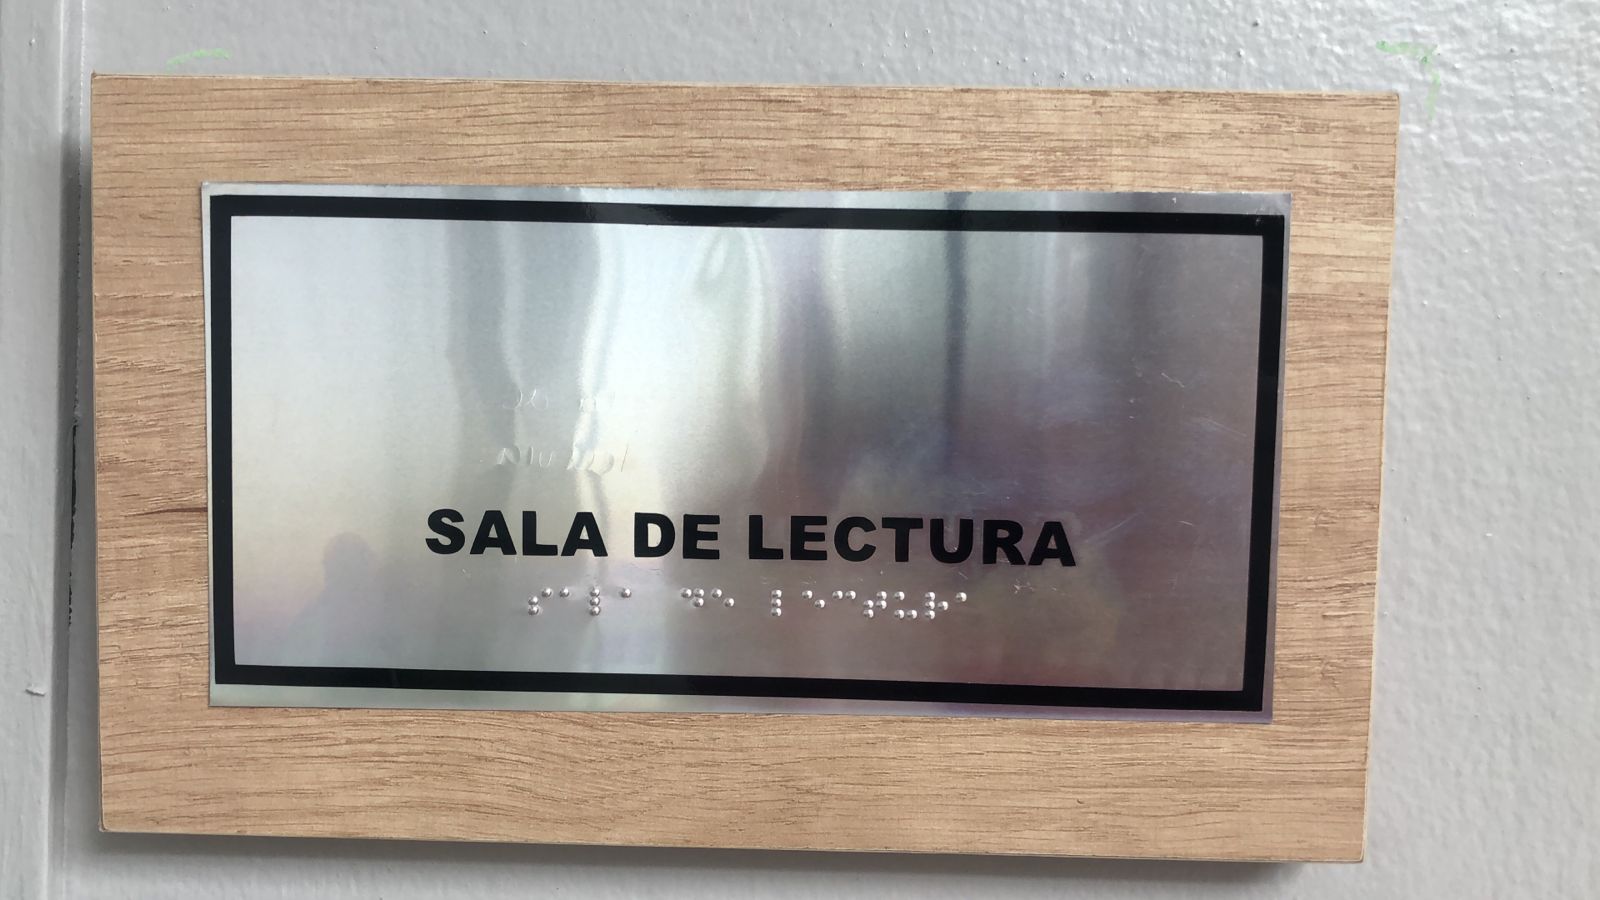 SALA DE LECTURA
⠎⠁⠇⠁ ⠙⠑ ⠇⠑⠉⠞⠥⠗⠁